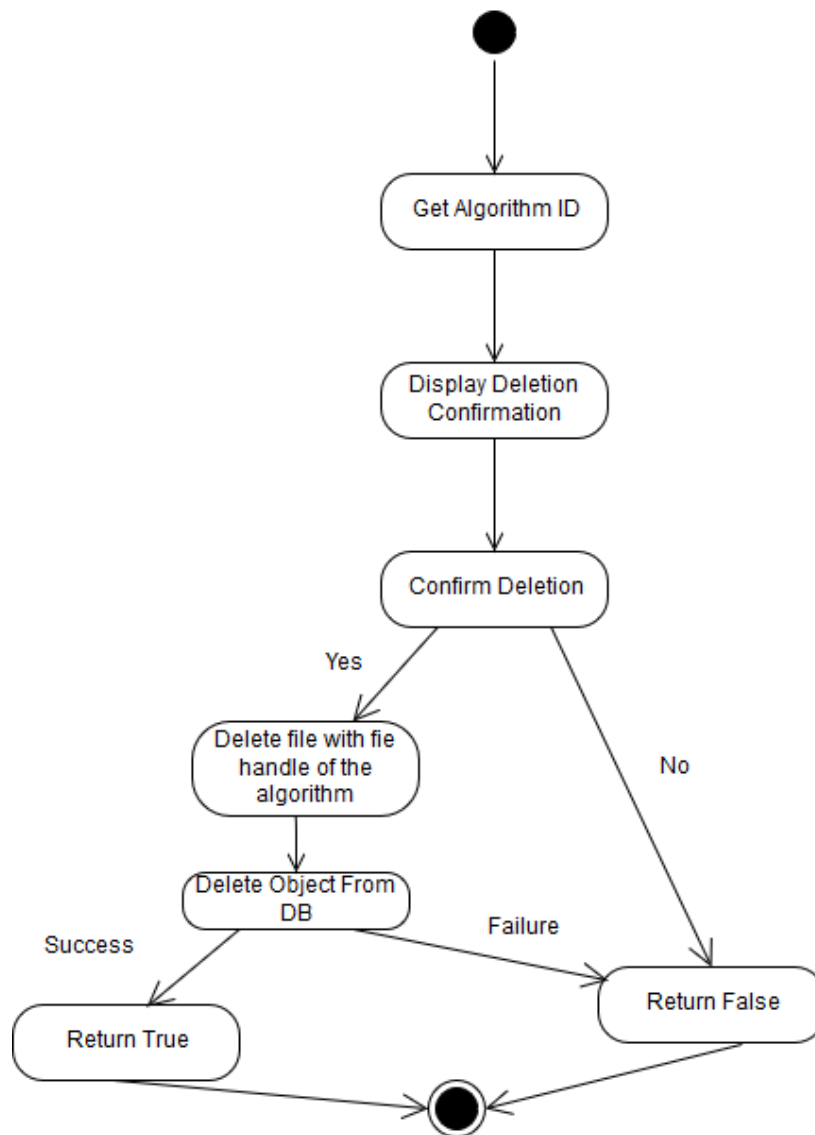 Get Algorithm ID
Display Deletion
Confirmation
Confirm Deletion
Yes
Delete file with fie
handle of the
algorithm
No
Delete Object From
DB
Success
Failure
Return True
Return False